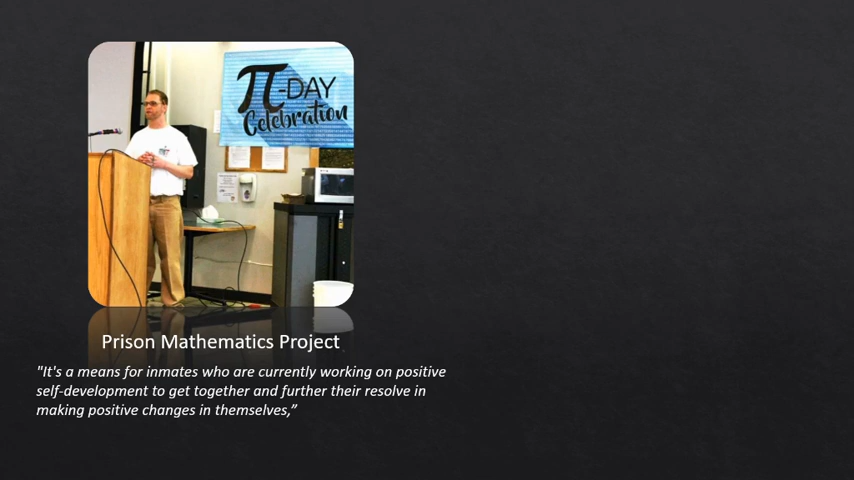 π-DAY
Celebration
Prison Mathematics Project
"It's a means for inmates who are currently working on positive
self-development to get together and further their resolve in
making positive changes in themselves,”